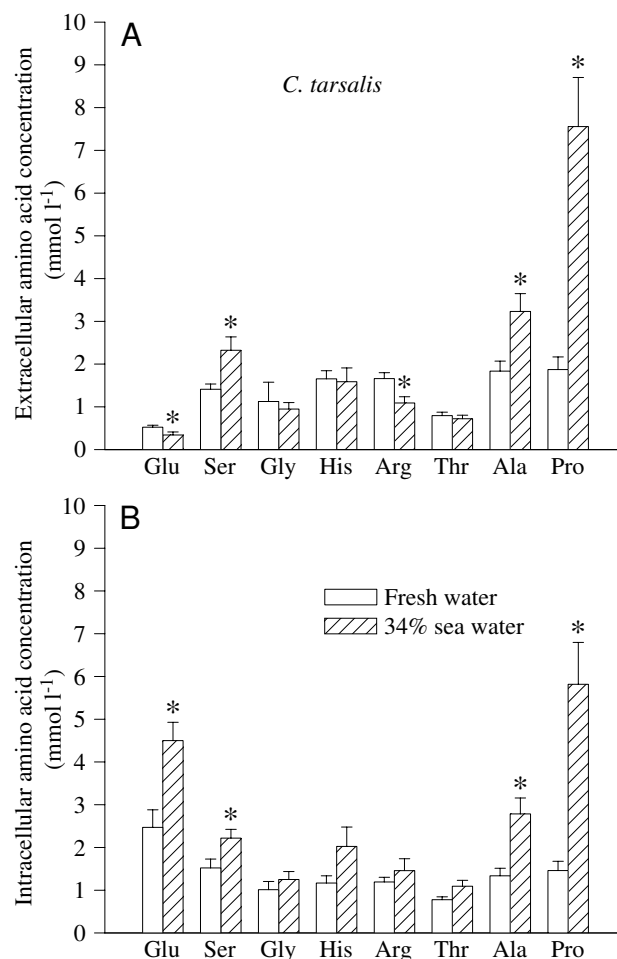 A
C. tarsalis
Extracellular amino acid concentration
(mmol l-1)
10
9
8
7
6
5
4
3
2
1
0
*
*
*
*
*
Glu Ser Gly His Arg Thr Ala Pro
B
Fresh water
34% sea water
Intracellular amino acid concentration
(mmol l-1)
10
9
8
7
6
5
4
3
2
1
0
*
*
*
*
Glu Ser Gly His Arg Thr Ala Pro